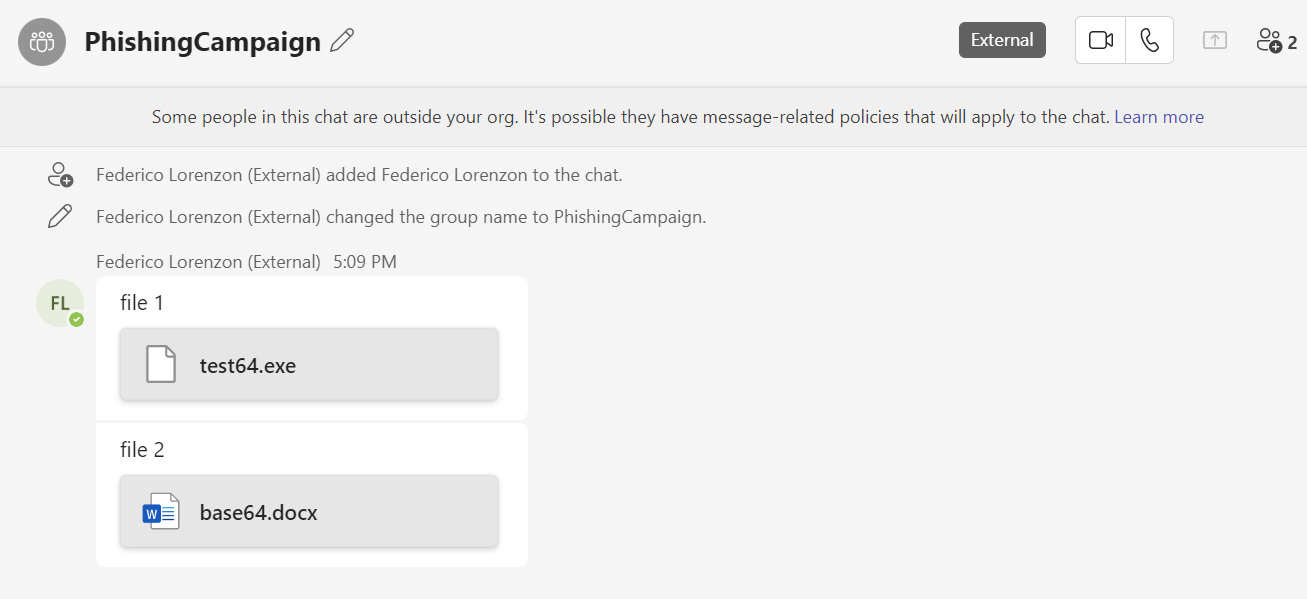 PhishingCampaign
External
2
Some people in this chat are outside your org. It's possible they have message-related policies that will apply to the chat. Learn more
Federico Lorenzon (External) added Federico Lorenzon to the chat.
Federico Lorenzon (External) changed the group name to PhishingCampaign.
Federico Lorenzon (External) 5:09 PM
FL
file 1
test64.exe
file 2
W
base64.docx